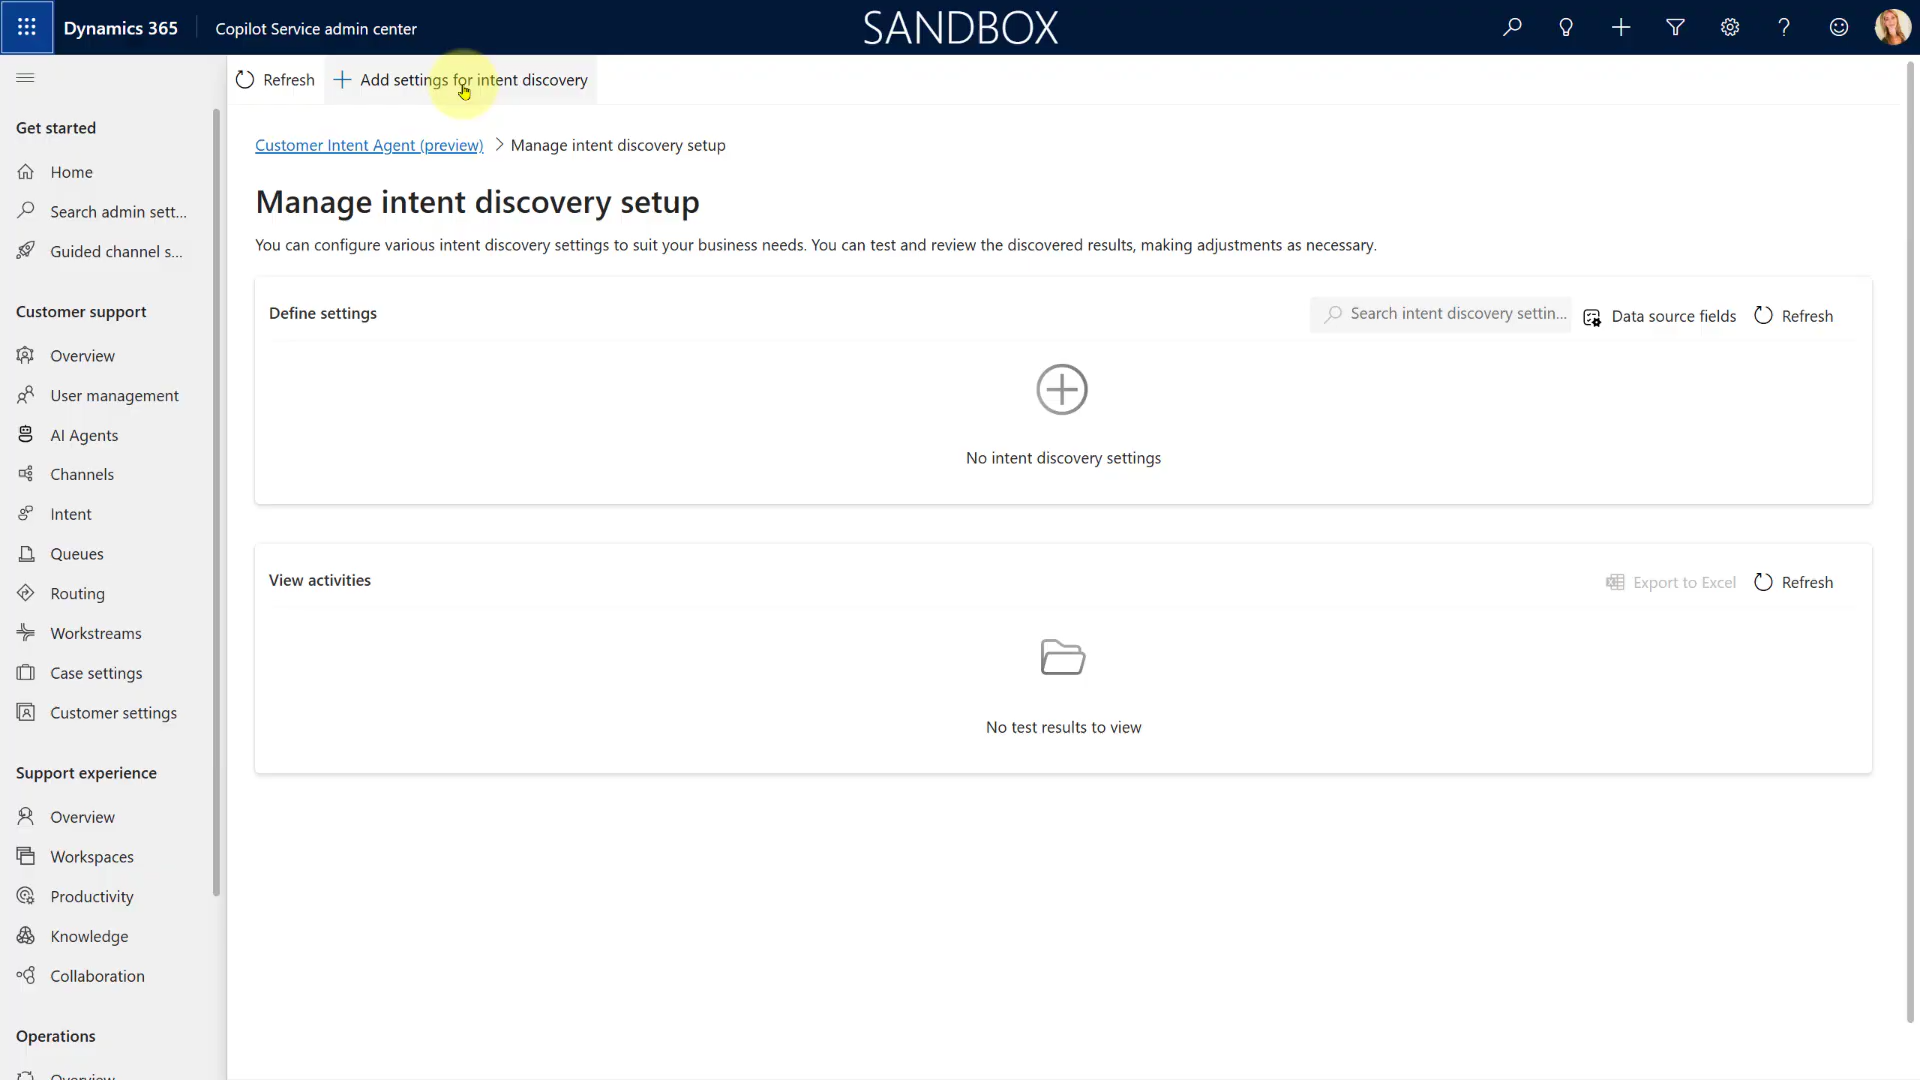 Dynamics 365
Copilot Service admin center
SANDBOX
Refresh
Add settings for intent discovery
Get started
Home
Search admin sett...
Guided channel s...
Customer support
Overview
User management
AI Agents
Channels
Intent
Queues
Routing
Workstreams
Case settings
Customer settings
Support experience
Overview
Workspaces
Productivity
Knowledge
Collaboration
Operations
Overview
Customer Intent Agent (preview) > Manage intent discovery setup
Manage intent discovery setup
You can configure various intent discovery settings to suit your business needs. You can test and review the discovered results, making adjustments as necessary.
Define settings
Search intent discovery settin...
Data source fields
Refresh
No intent discovery settings
View activities
Export to Excel
Refresh
No test results to view